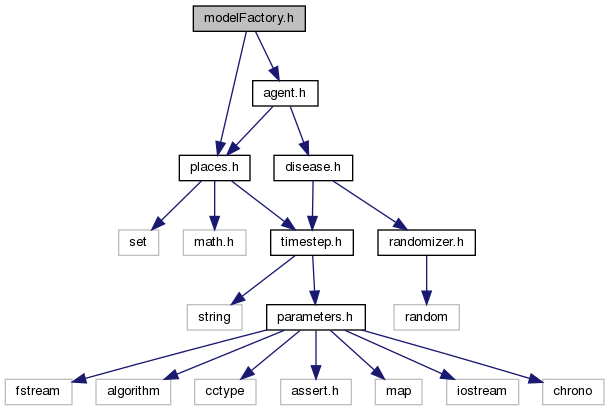 modelFactory.h
agent.h
places.h
disease.h
set
math.h
timestep.h
randomizer.h
string
parameters.h
random
fstream
algorithm
cctype
assert.h
map
iostream
chrono